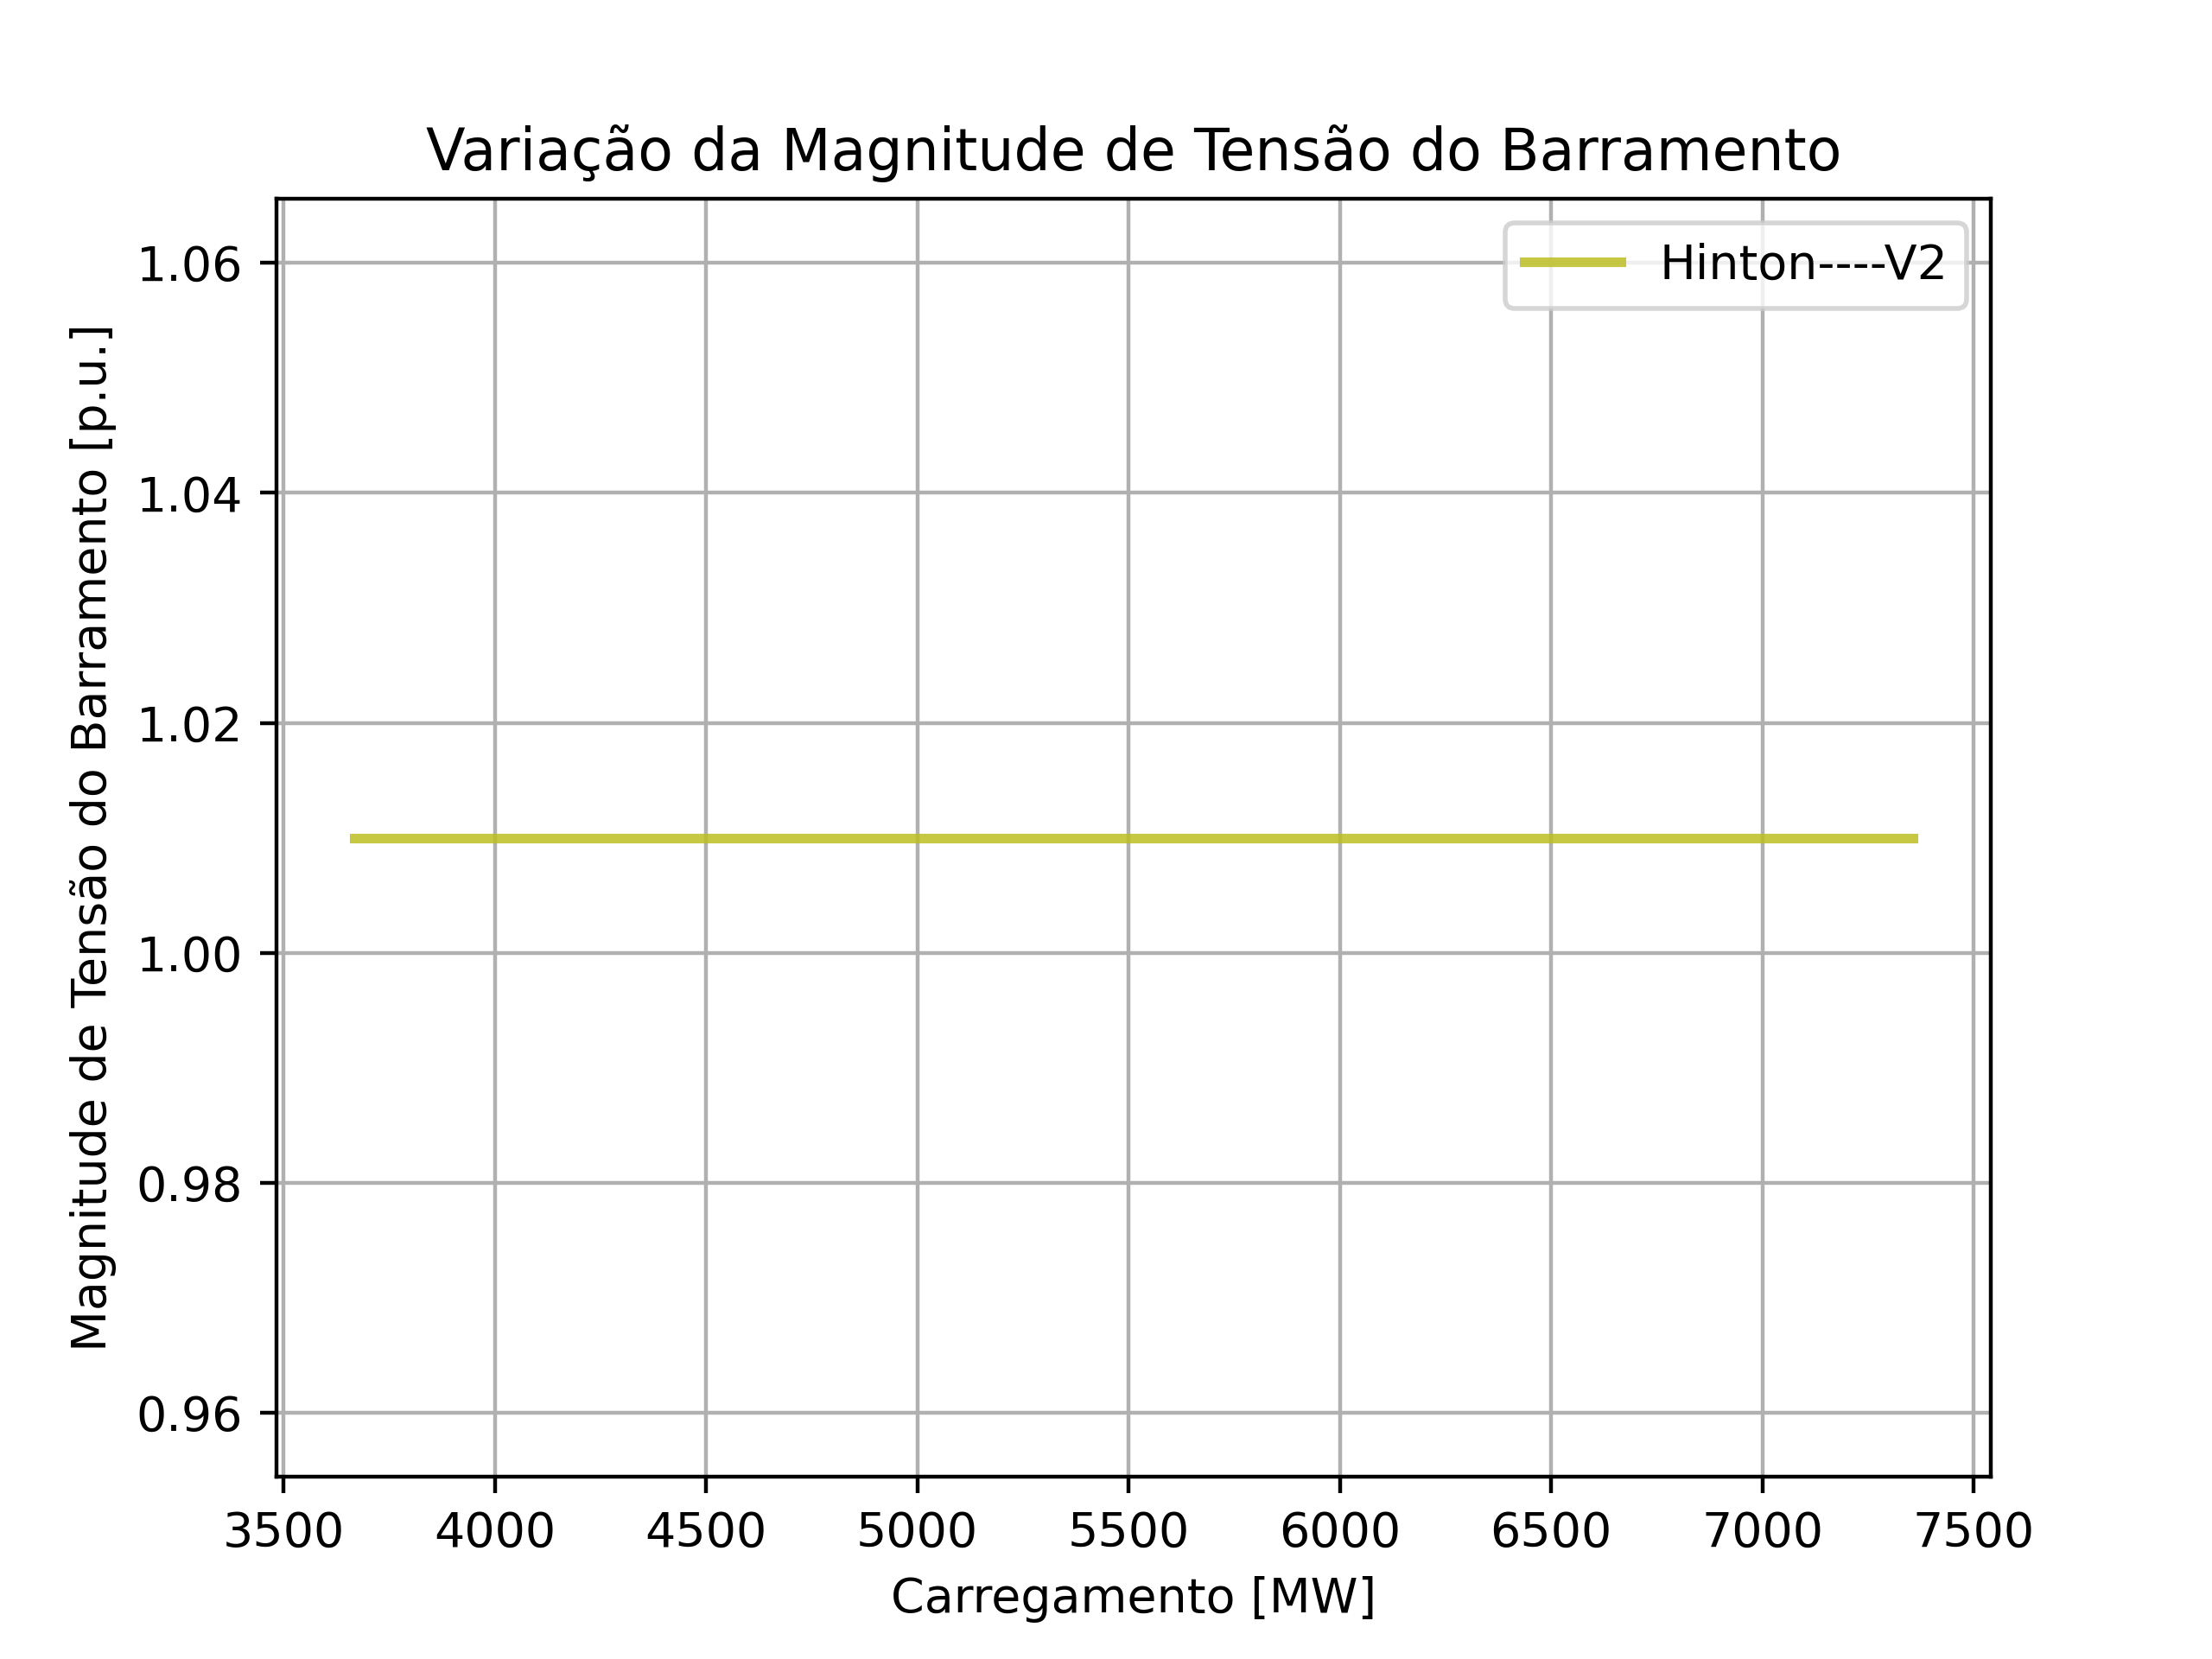 Variação da Magnitude de Tensão do Barramento
Hinton----V2
Magnitude de Tensão do Barramento [p.u.]
1.06
1.04
1.02
1.00
0.98
0.96
3500 4000 4500 5000 5500 6000 6500 7000 7500
Carregamento [MW]